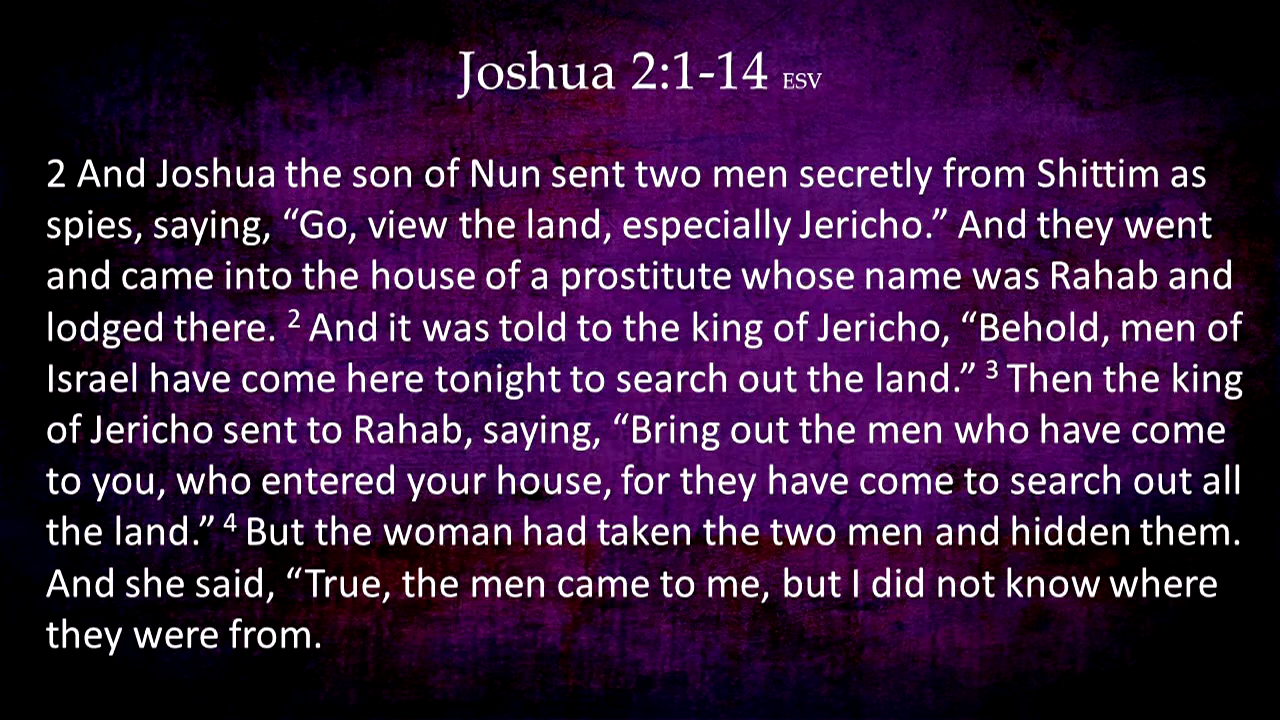 Joshua 2:1-14 ESV
2 And Joshua the son of Nun sent two men secretly from Shittim as
spies, saying, “Go, view the land, especially Jericho.” And they went
and came into the house of a prostitute whose name was Rahab and
lodged there. 2 And it was told to the king of Jericho, “Behold, men of
Israel have come here tonight to search out the land.” 3 Then the king
of Jericho sent to Rahab, saying, “Bring out the men who have come
to you, who entered your house, for they have come to search out all
the land.” 4 But the woman had taken the two men and hidden them.
And she said, “True, the men came to me, but I did not know where
they were from.